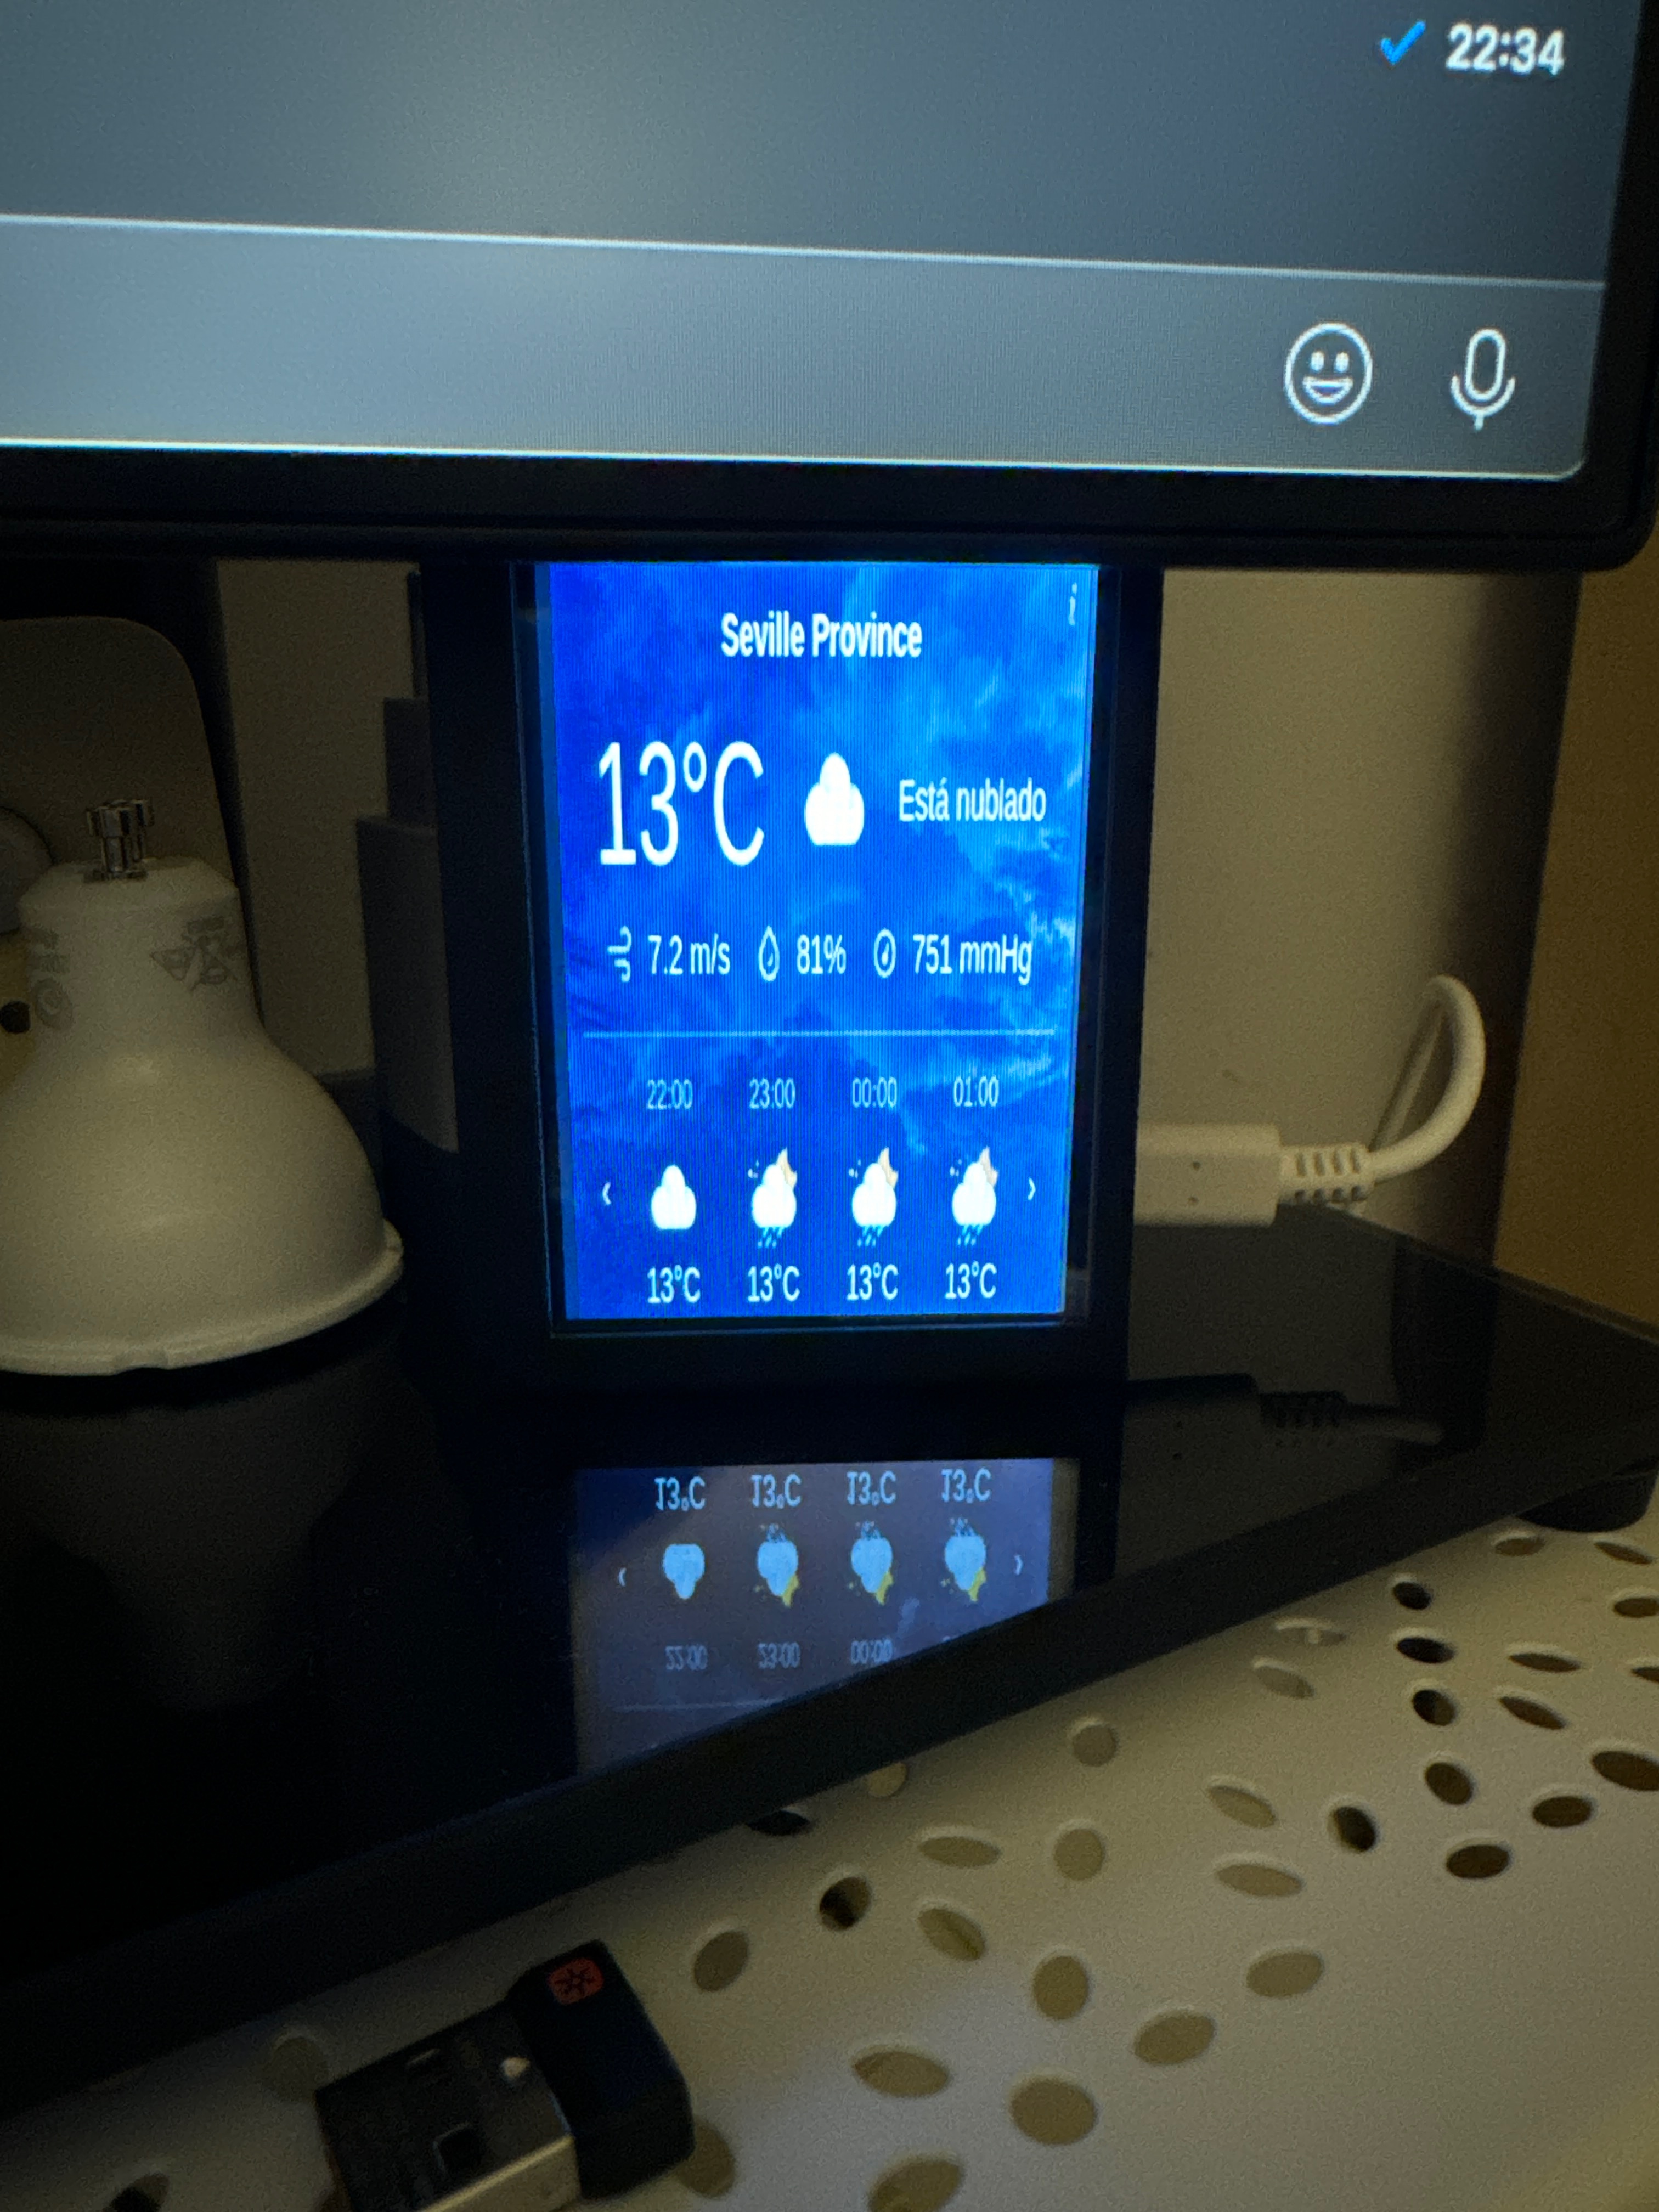 22:34
i
Seville Province
13°C Está nublado
7.2 m/s 81% 751 mmHg
22:00 23:00 00:00 01:00
‹ ›
13°C 13°C 13°C 13°C